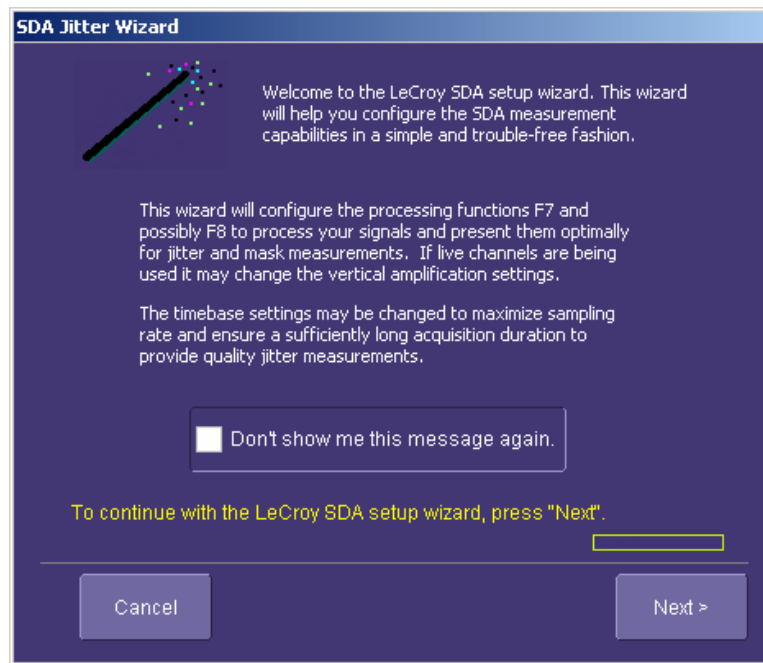 SDA Jitter Wizard
Welcome to the LeCroy SDA setup wizard. This wizard
will help you configure the SDA measurement
capabilities in a simple and trouble-free fashion.
This wizard will configure the processing functions F7 and
possibly F8 to process your signals and present them optimally
for jitter and mask measurements.  If live channels are being
used it may change the vertical amplification settings.
The timebase settings may be changed to maximize sampling
rate and ensure a sufficiently long acquisition duration to
provide quality jitter measurements.
Don't show me this message again.
To continue with the LeCroy SDA setup wizard, press "Next".
Cancel
Next >